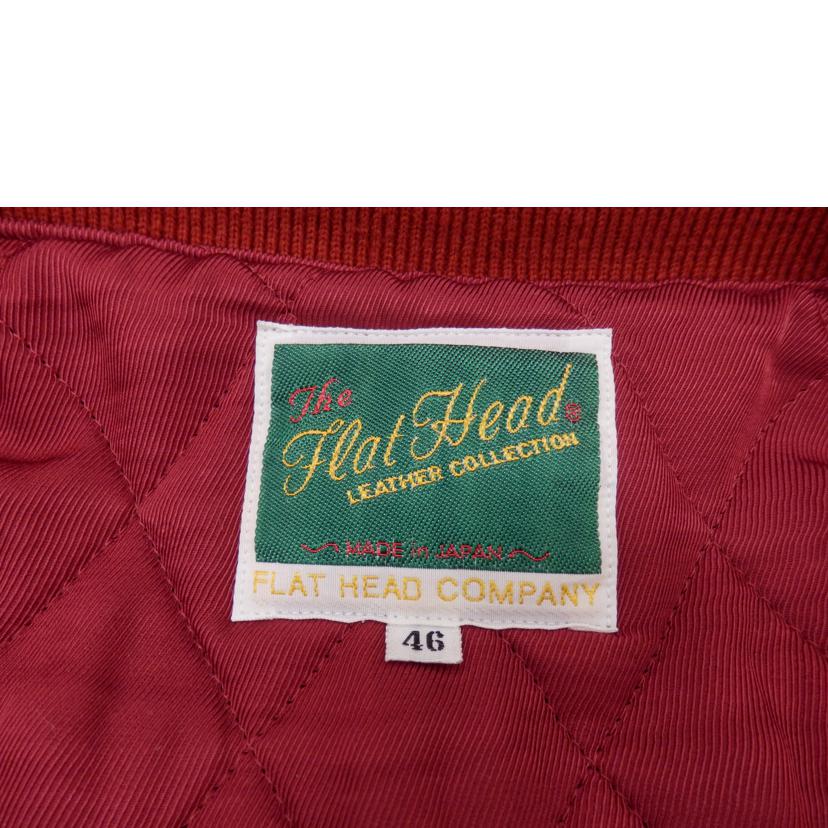 The
Flat Head®
LEATHER COLLECTION
MADE in JAPAN
FLAT HEAD COMPANY
46